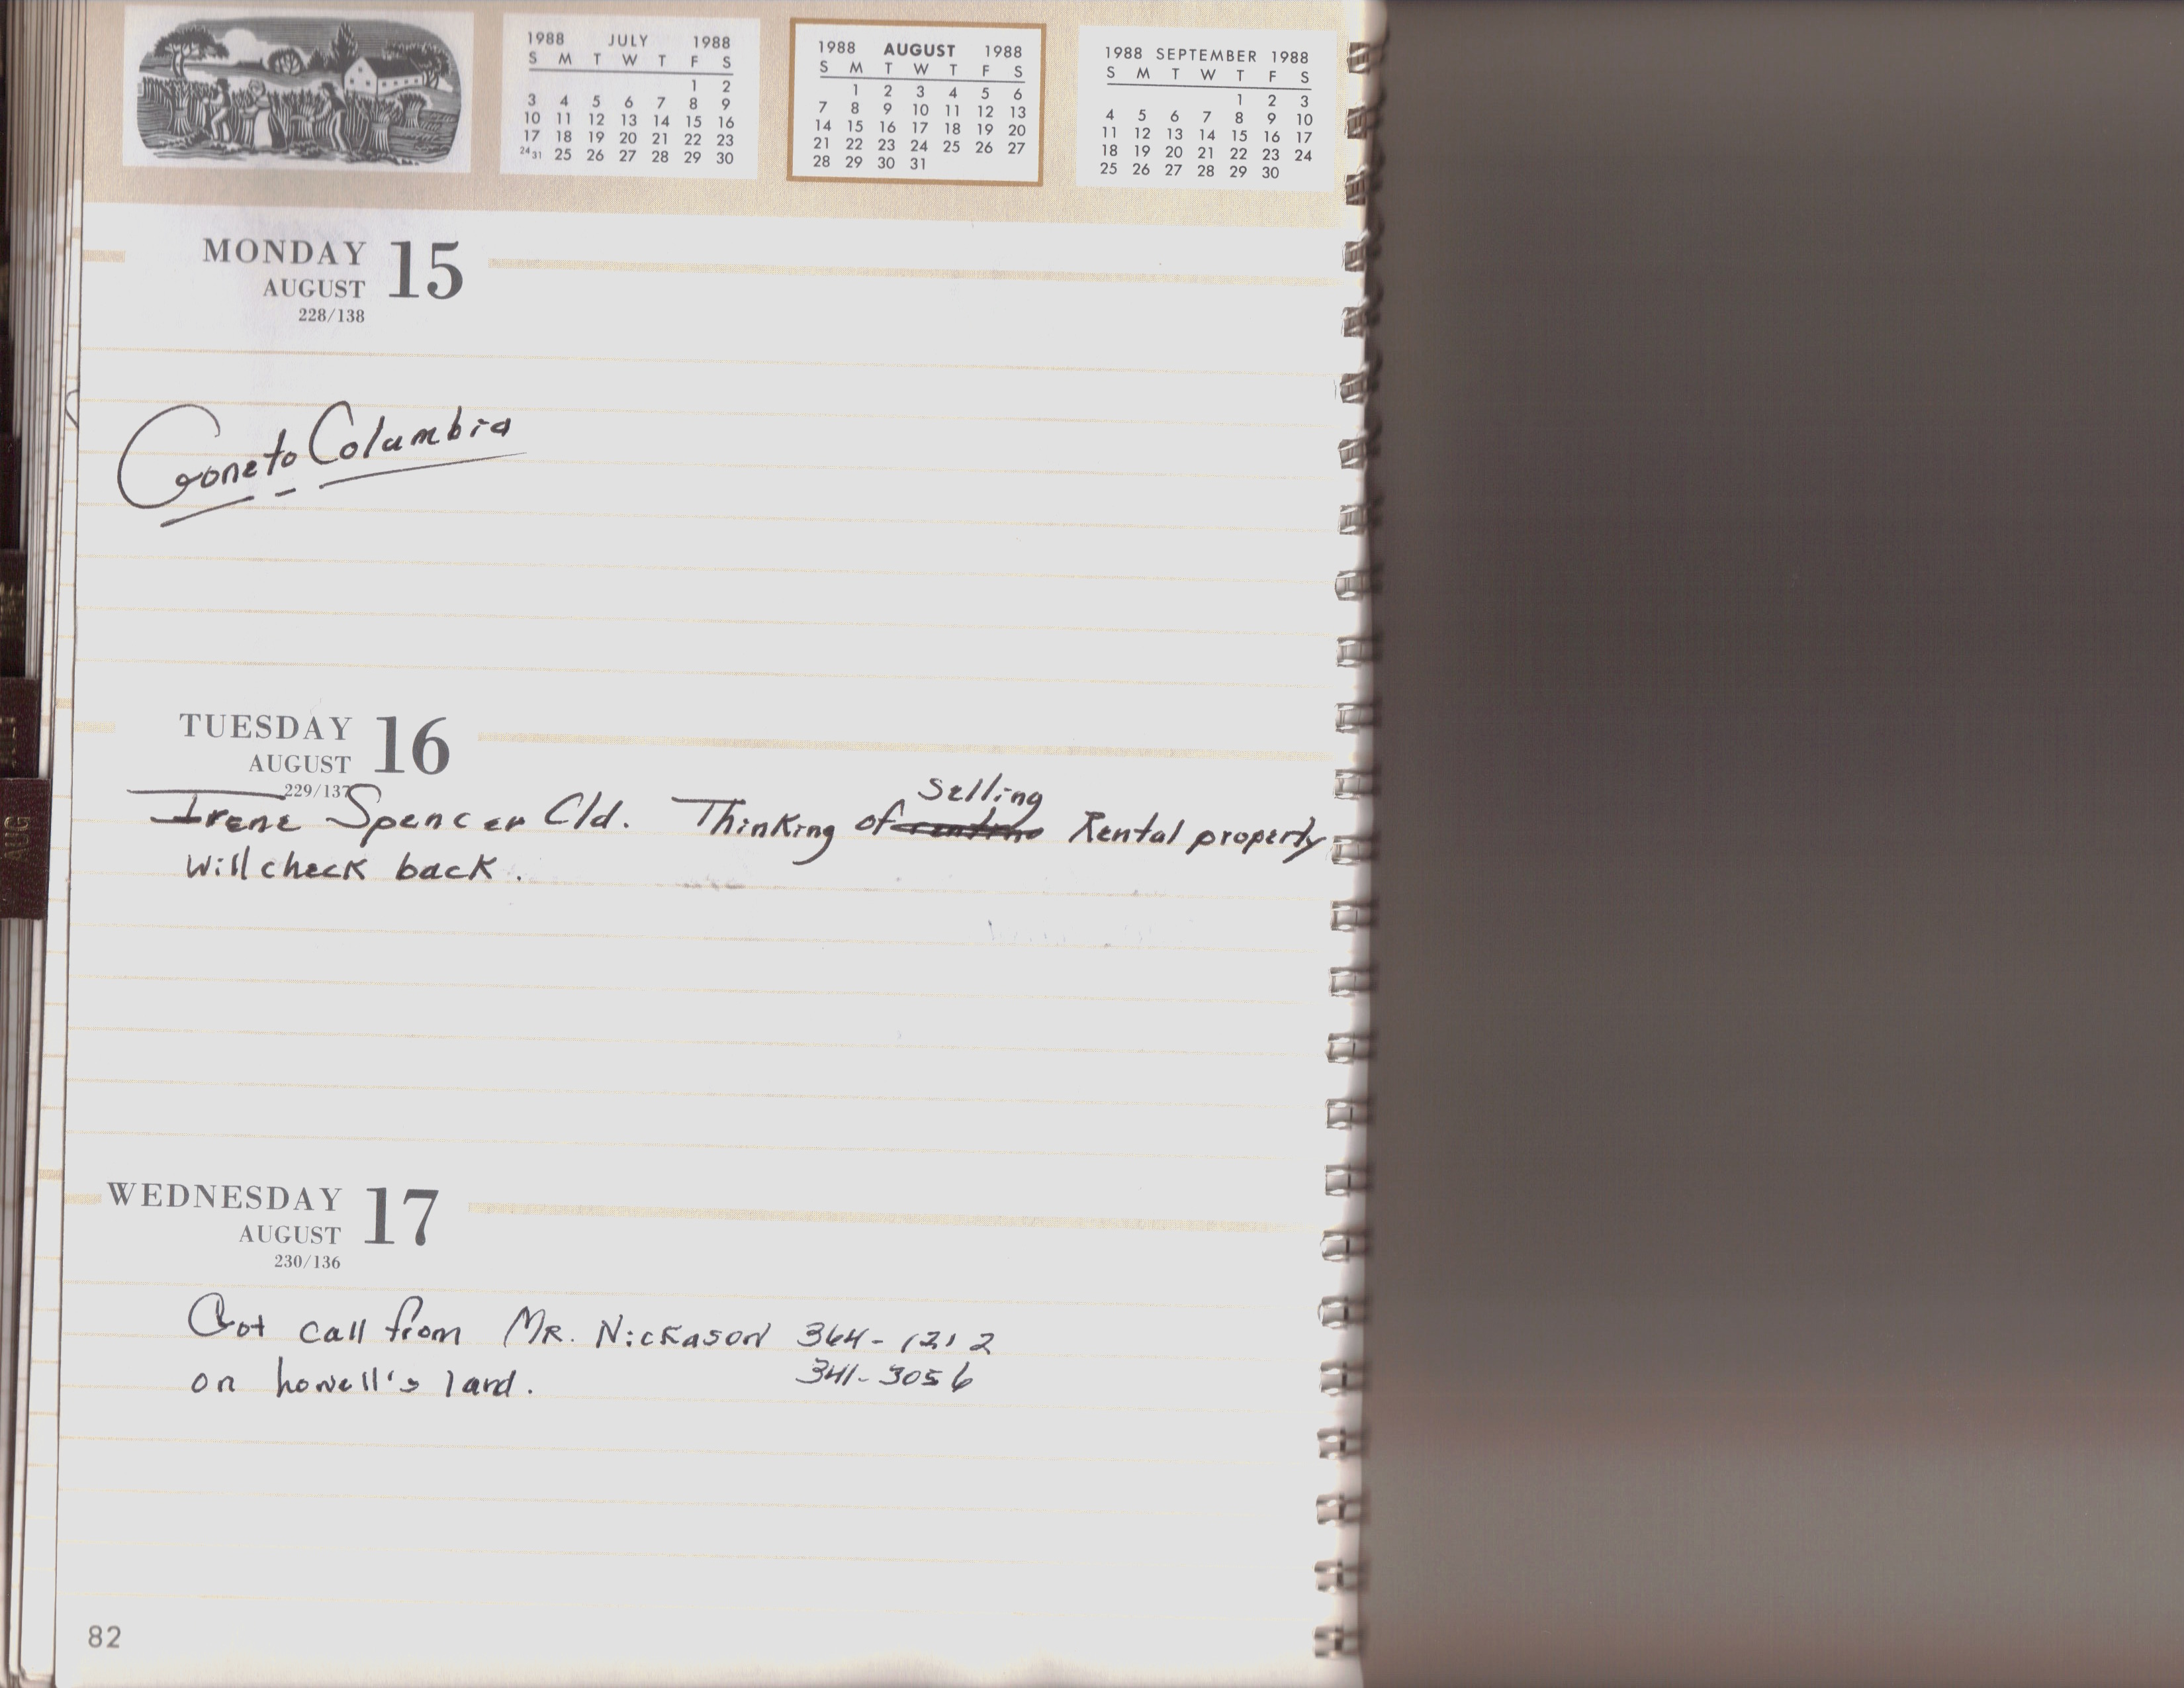 1988 JULY 1988
S M T W T F S
1 2
3 4 5 6 7 8 9
10 11 12 13 14 15 16
17 18 19 20 21 22 23
24 31 25 26 27 28 29 30
1988 AUGUST 1988
S M T W T F S
1 2 3 4 5 6
7 8 9 10 11 12 13
14 15 16 17 18 19 20
21 22 23 24 25 26 27
28 29 30 31
1988 SEPTEMBER 1988
S M T W T F S
1 2 3
4 5 6 7 8 9 10
11 12 13 14 15 16 17
18 19 20 21 22 23 24
25 26 27 28 29 30
MONDAY 15
AUGUST
228/138
Gone to Columbia
TUESDAY 16
AUGUST
229/137
selling
Irene Spencer Cld. Thinking of Rental property
will check back.
WEDNESDAY 17
AUGUST
230/136
Got call from MR. Nickason 364-1212
on howell's land. 341-3056
82
AUG